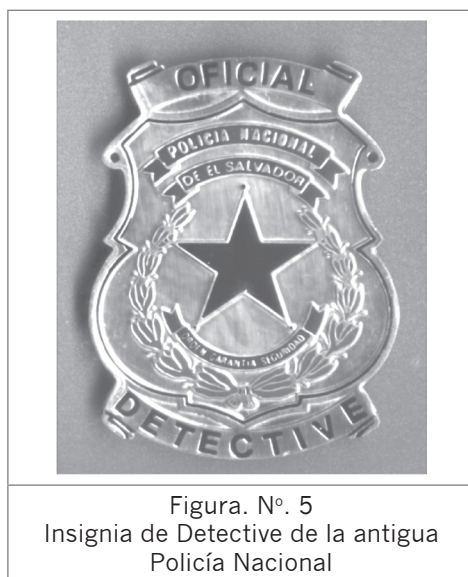 OFICIAL
POLICIA NACIONAL
DE EL SALVADOR
ORDEN GARANTIA SEGURIDAD
DETECTIVE
Figura. Nº. 5
Insignia de Detective de la antigua
Policía Nacional